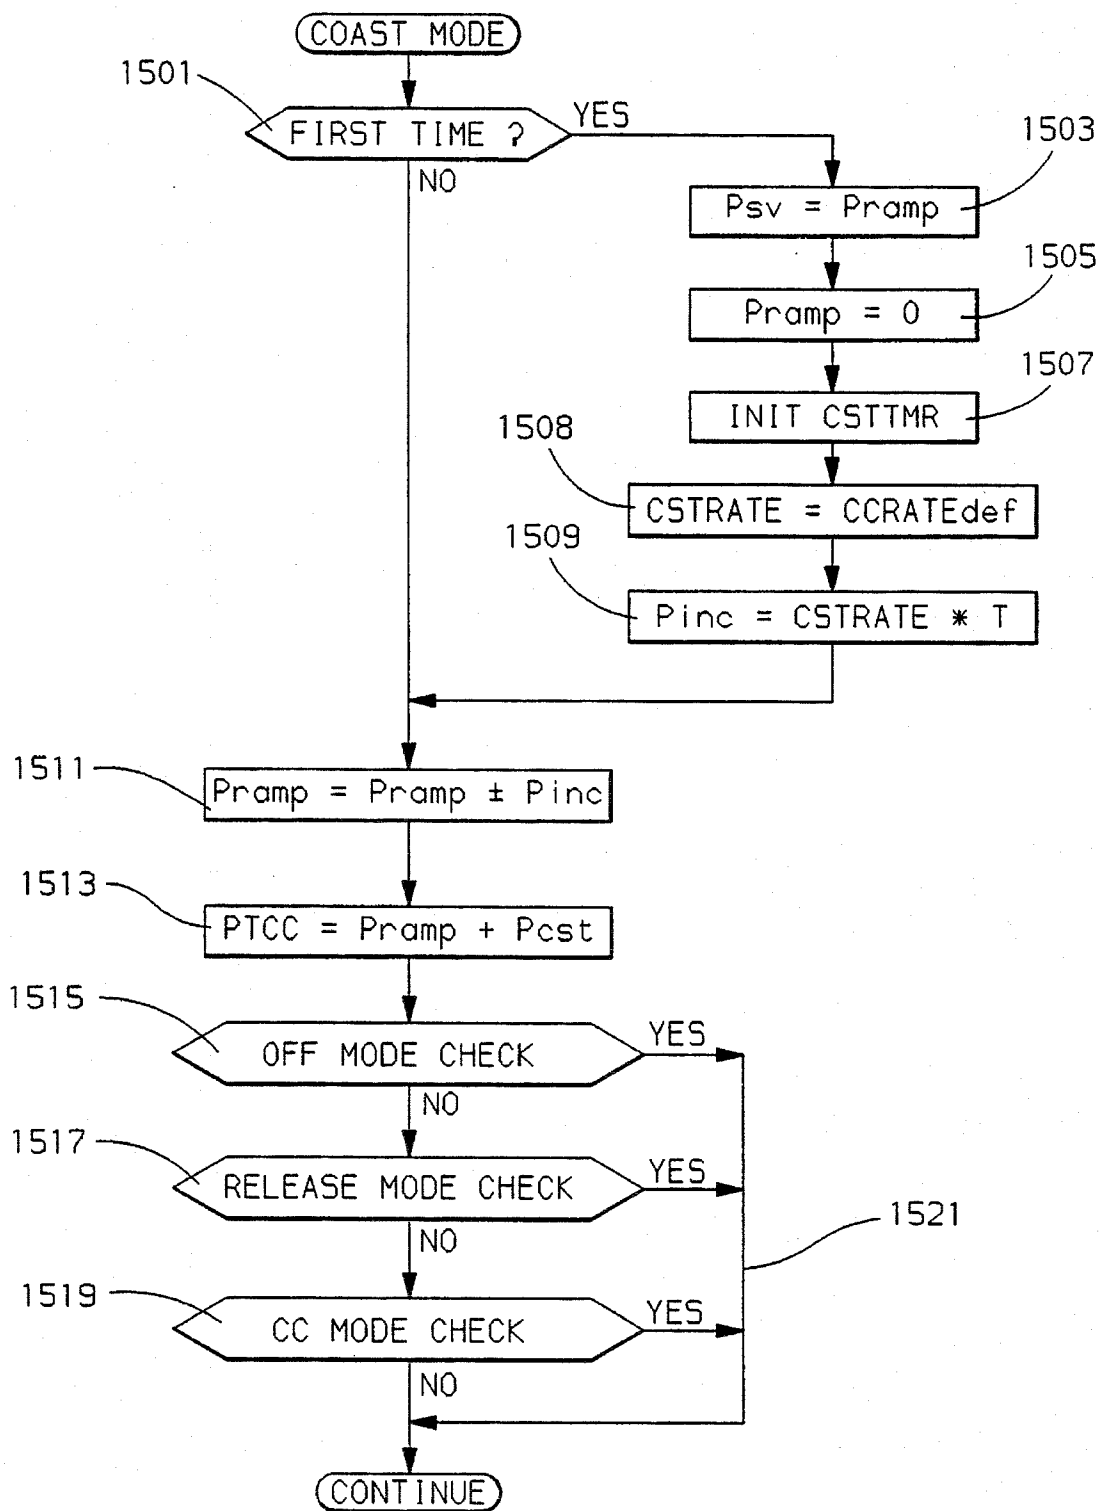 COAST MODE
1501
FIRST TIME ?
YES
NO
1503
Psv = Pramp
1505
Pramp = 0
1507
INIT CSTTMR
1508
CSTRATE = CCRATEdef
1509
Pinc = CSTRATE * T
1511
Pramp = Pramp ± Pinc
1513
PTCC = Pramp + Pcst
1515
OFF MODE CHECK
YES
NO
1517
RELEASE MODE CHECK
YES
NO
1521
1519
CC MODE CHECK
YES
NO
CONTINUE